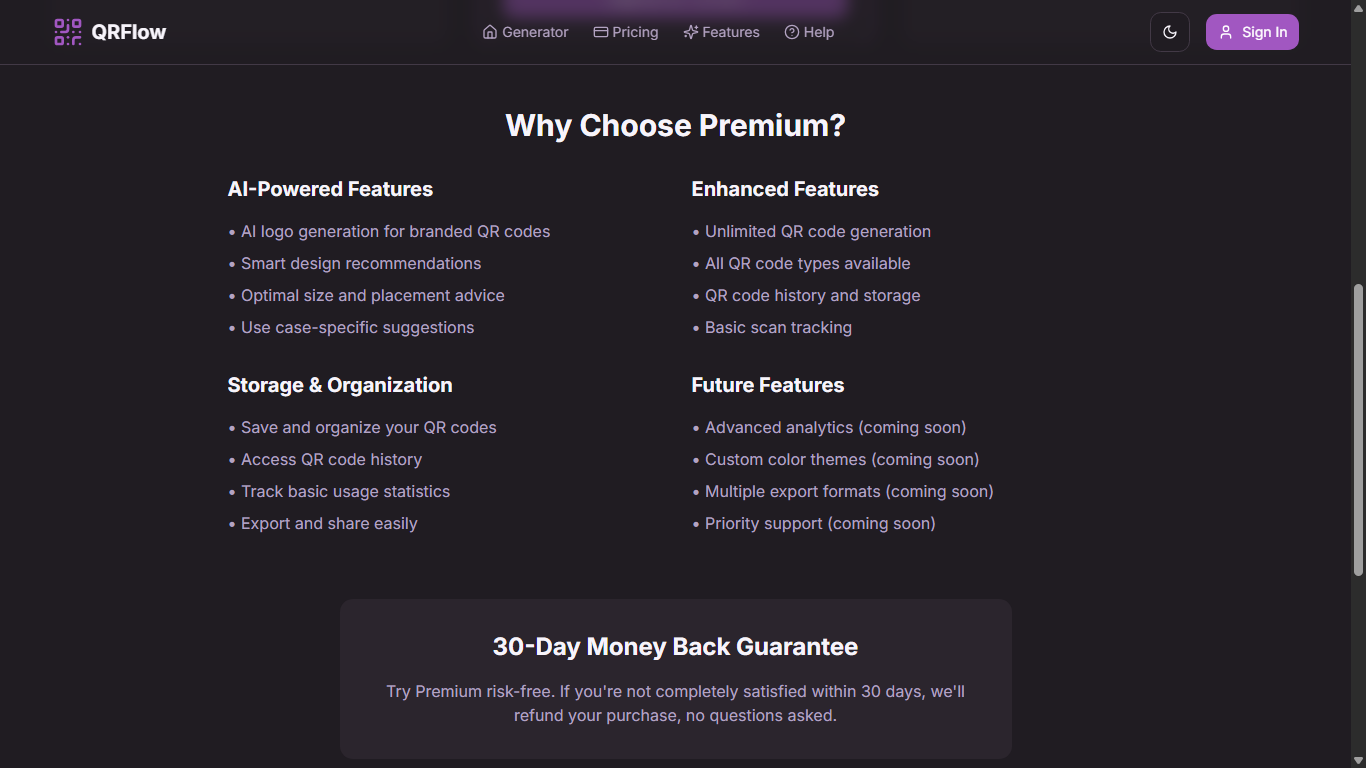 QRFlow
Generator
Pricing
Features
Help
Sign In
Why Choose Premium?
AI-Powered Features
• AI logo generation for branded QR codes
• Smart design recommendations
• Optimal size and placement advice
• Use case-specific suggestions
Enhanced Features
• Unlimited QR code generation
• All QR code types available
• QR code history and storage
• Basic scan tracking
Storage & Organization
• Save and organize your QR codes
• Access QR code history
• Track basic usage statistics
• Export and share easily
Future Features
• Advanced analytics (coming soon)
• Custom color themes (coming soon)
• Multiple export formats (coming soon)
• Priority support (coming soon)
30-Day Money Back Guarantee
Try Premium risk-free. If you're not completely satisfied within 30 days, we'll
refund your purchase, no questions asked.